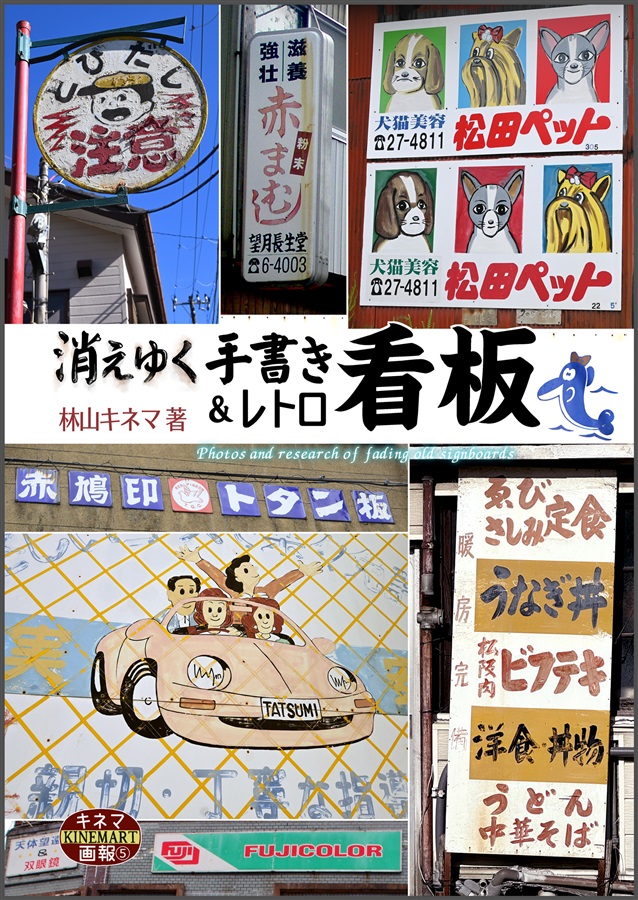 とびだし
注意
滋養
強壮
赤まむし
粉末
望月長生堂
☎6-4003
犬猫美容
☎27-4811
松田ペット
305
犬猫美容
☎27-4811
松田ペット
22
消えゆく手書き
&レトロ
看板
林山キネマ 著
Photos and research of fading old signboards
赤鳩印トタン板
TATSUMI
親切・丁寧
ゑび
さしみ
定食
うなぎ丼
松阪肉
ビフテキ
洋食・丼物
うどん
中華そば
暖房完備
キネマ
KINEMART
画報⑤
天体望遠
&
双眼鏡
FUJI
FUJICOLOR